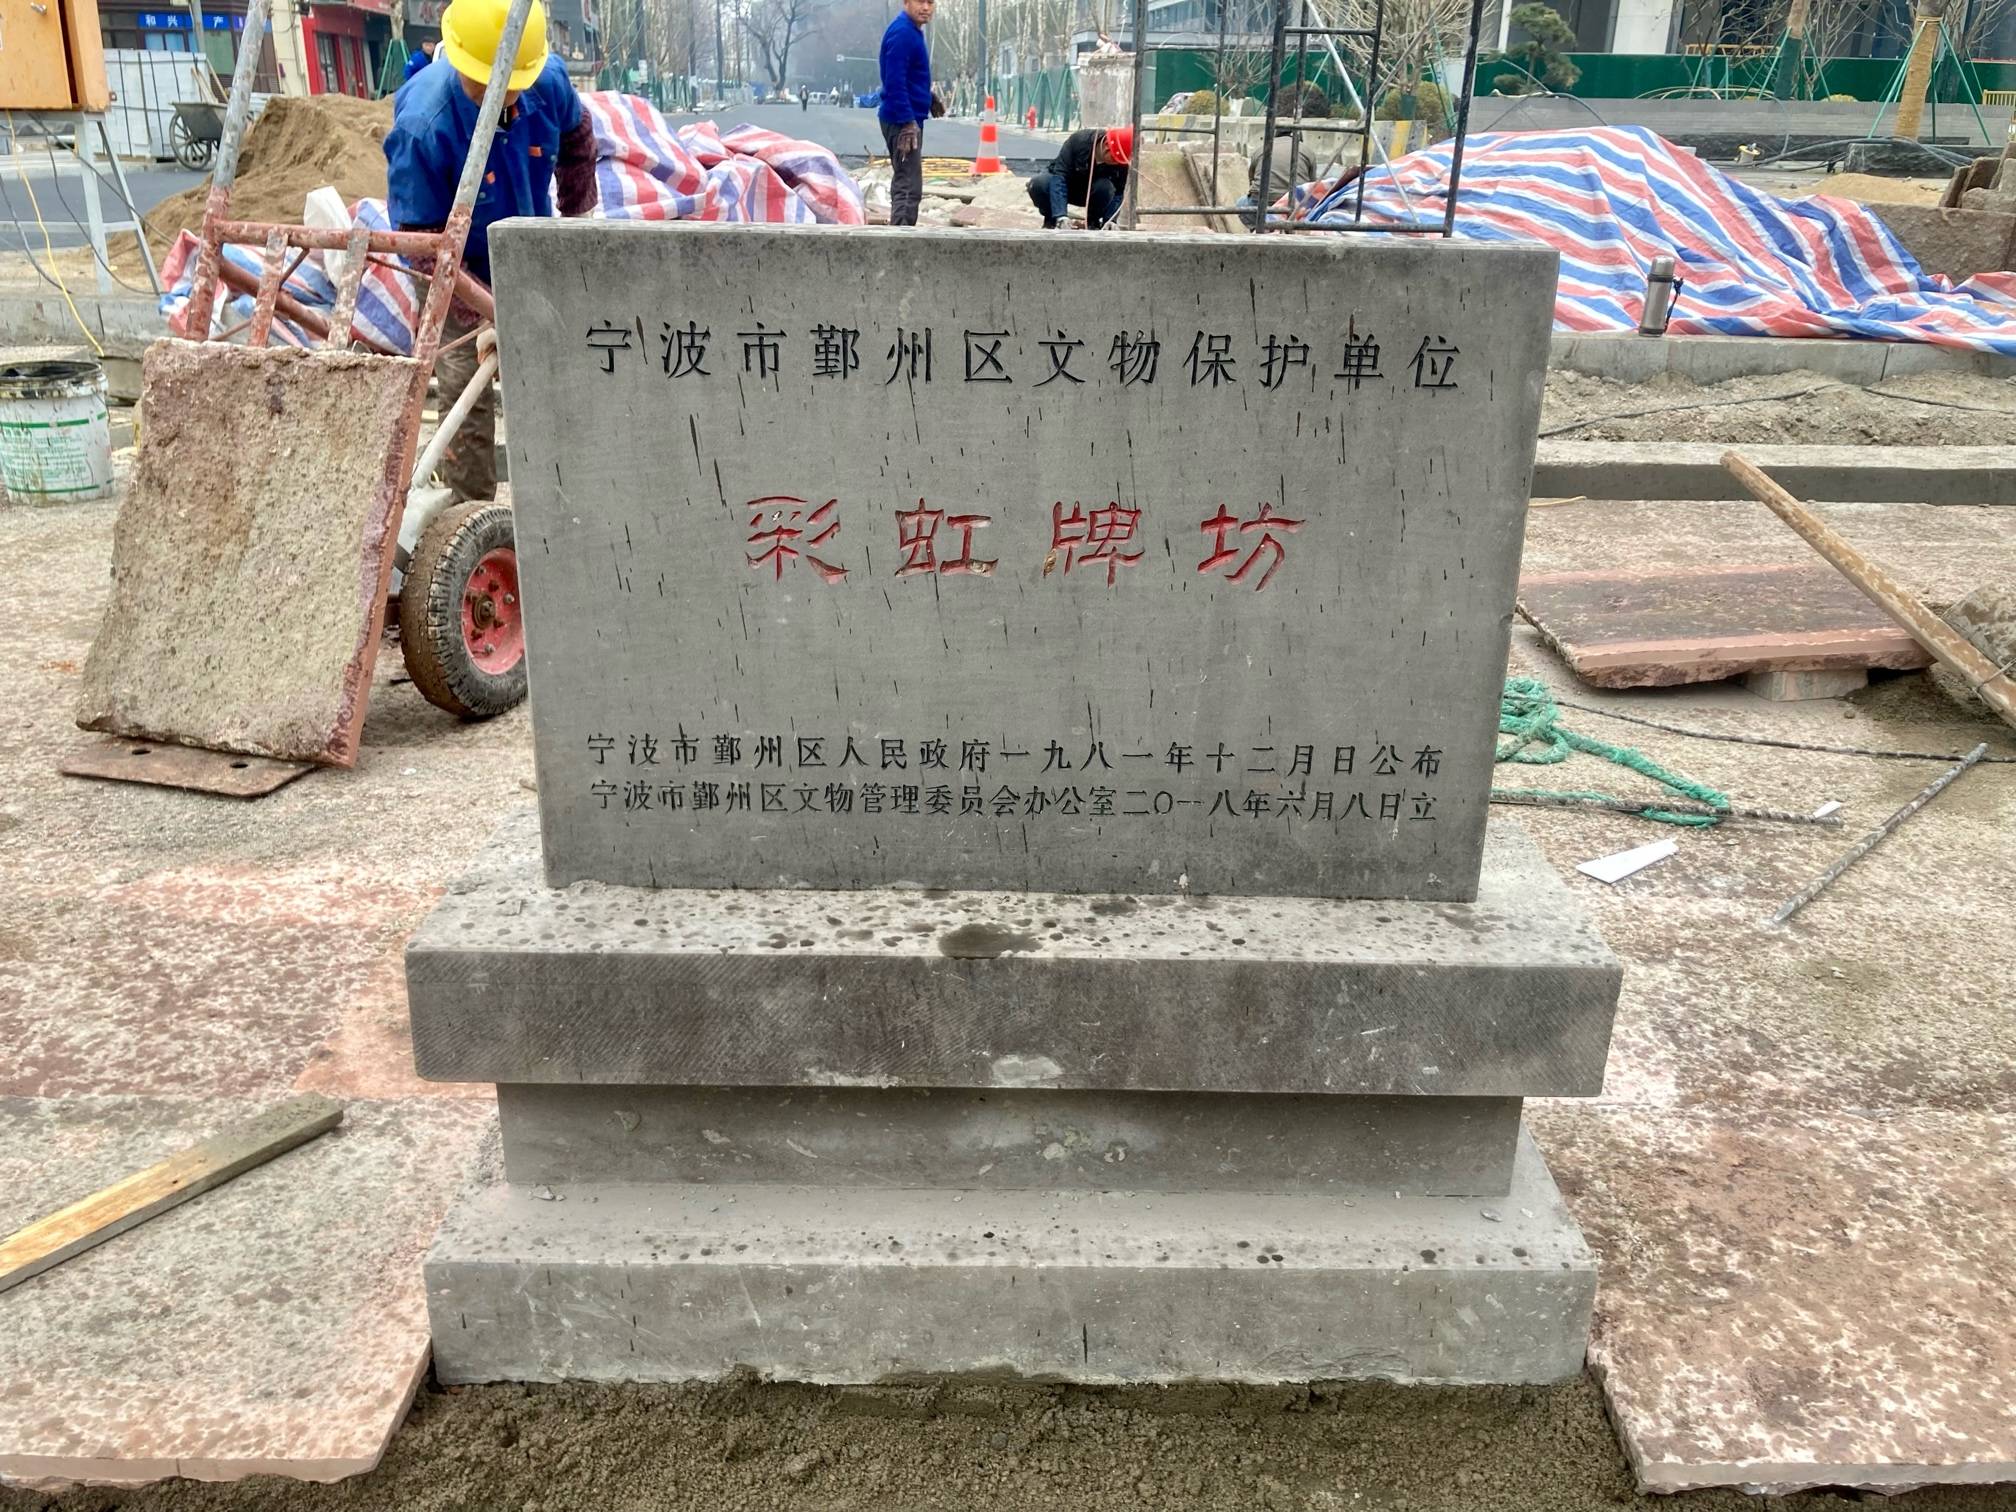 和兴 产
宁波市鄞州区文物保护单位
彩虹牌坊
宁波市鄞州区人民政府一九八一年十二月日公布
宁波市鄞州区文物管理委员会办公室二〇一八年六月八日立